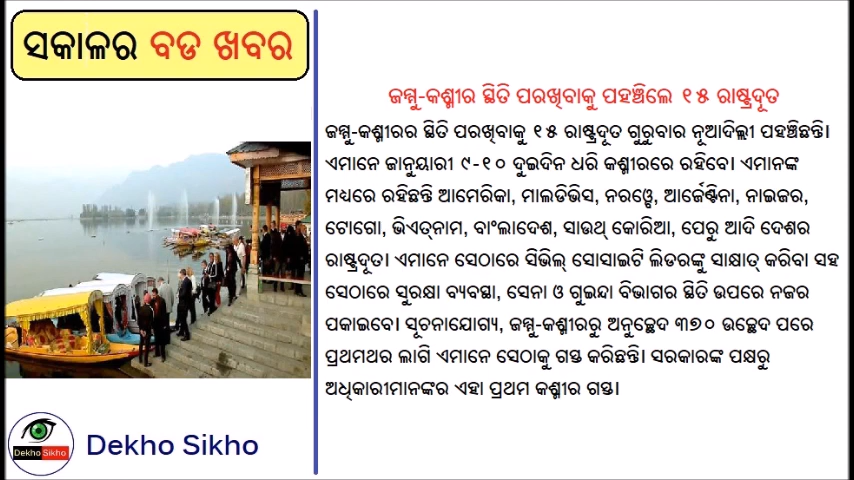 ସକାଳର ବଡ ଖବର
ଜମ୍ମୁ-କଶ୍ମୀର ସ୍ଥିତି ପରଖିବାକୁ ପହଞ୍ଚିଲେ ୧୫ ରାଷ୍ଟ୍ରଦୂତ
ଜମ୍ମୁ-କଶ୍ମୀରର ସ୍ଥିତି ପରଖିବାକୁ ୧୫ ରାଷ୍ଟ୍ରଦୂତ ଗୁରୁବାର ନୂଆଦିଲ୍ଲୀ ପହଞ୍ଚିଛନ୍ତି।
ଏମାନେ ଜାନୁୟାରୀ ୯-୧୦ ଦୁଇଦିନ ଧରି କଶ୍ମୀରରେ ରହିବେ। ଏମାନଙ୍କ
ମଧ୍ୟରେ ରହିଛନ୍ତି ଆମେରିକା, ମାଲଡିଭିସ, ନରଓ୍ବେ, ଆର୍ଜେଣ୍ଟିନା, ନାଇଜର,
ଟୋଗୋ, ଭିଏତ୍‌ନାମ, ବାଂଲାଦେଶ, ସାଉଥ୍ କୋରିଆ, ପେରୁ ଆଦି ଦେଶର
ରାଷ୍ଟ୍ରଦୂତ। ଏମାନେ ସେଠାରେ ସିଭିଲ୍ ସୋସାଇଟି ଲିଡରଙ୍କୁ ସାକ୍ଷାତ୍ କରିବା ସହ
ସେଠାରେ ସୁରକ୍ଷା ବ୍ୟବସ୍ଥା, ସେନା ଓ ଗୁଇନ୍ଦା ବିଭାଗର ସ୍ଥିତି ଉପରେ ନଜର
ପକାଇବେ। ସୂଚନାଯୋଗ୍ୟ, ଜମ୍ମୁ-କଶ୍ମୀରରୁ ଅନୁଚ୍ଛେଦ ୩୭୦ ଉଚ୍ଛେଦ ପରେ
ପ୍ରଥମଥର ଲାଗି ଏମାନେ ସେଠାକୁ ଗସ୍ତ କରିଛନ୍ତି। ସରକାରଙ୍କ ପକ୍ଷରୁ
ଅଧିକାରୀମାନଙ୍କର ଏହା ପ୍ରଥମ କଶ୍ମୀର ଗସ୍ତ।
Dekho Sikho
Dekho Sikho